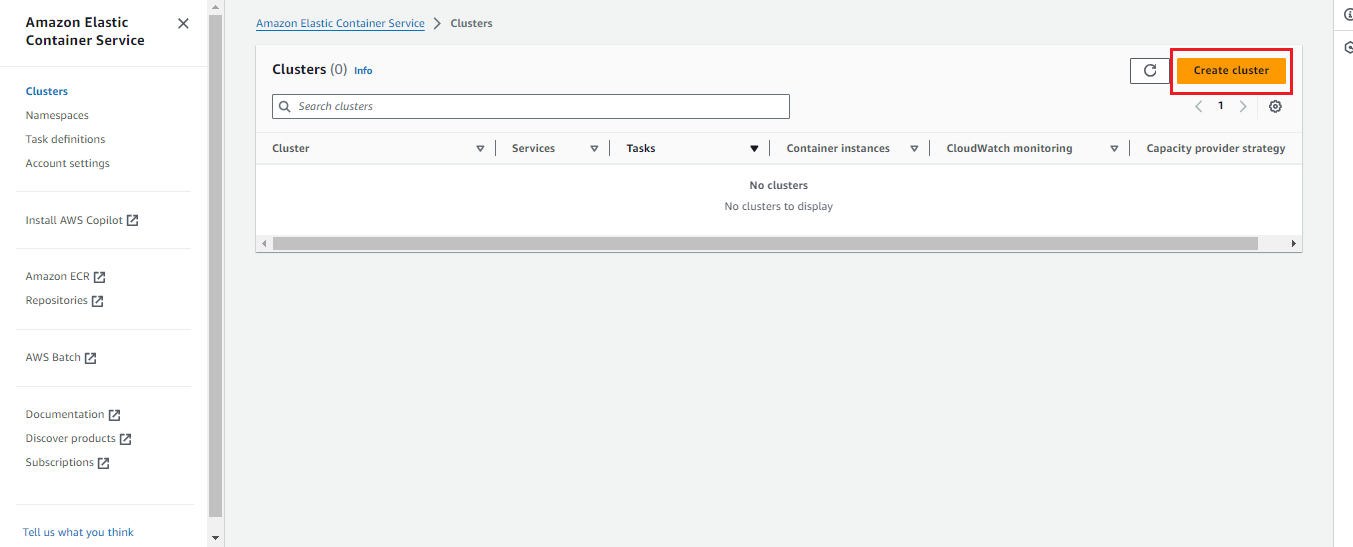 Amazon Elastic
Container Service
Clusters
Namespaces
Task definitions
Account settings
Install AWS Copilot
Amazon ECR
Repositories
AWS Batch
Documentation
Discover products
Subscriptions
Tell us what you think
Amazon Elastic Container Service > Clusters
Clusters (0) Info
Create cluster
Search clusters
1
Cluster Services Tasks Container instances CloudWatch monitoring Capacity provider strategy
No clusters
No clusters to display